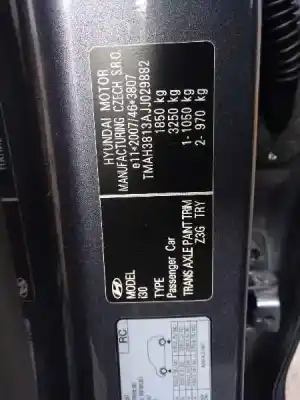 HYUNDAI MOTOR
MANUFACTURING CZECH S.R.O.
e11*2007/46*3807
TMAH3813AJJ029882
1850 kg
3250 kg
1- 1050 kg
2- 970 kg
MODEL i30
TYPE
Passenger Car
TRANS AXLE PAINT TRIM
Z3G TRY
RC